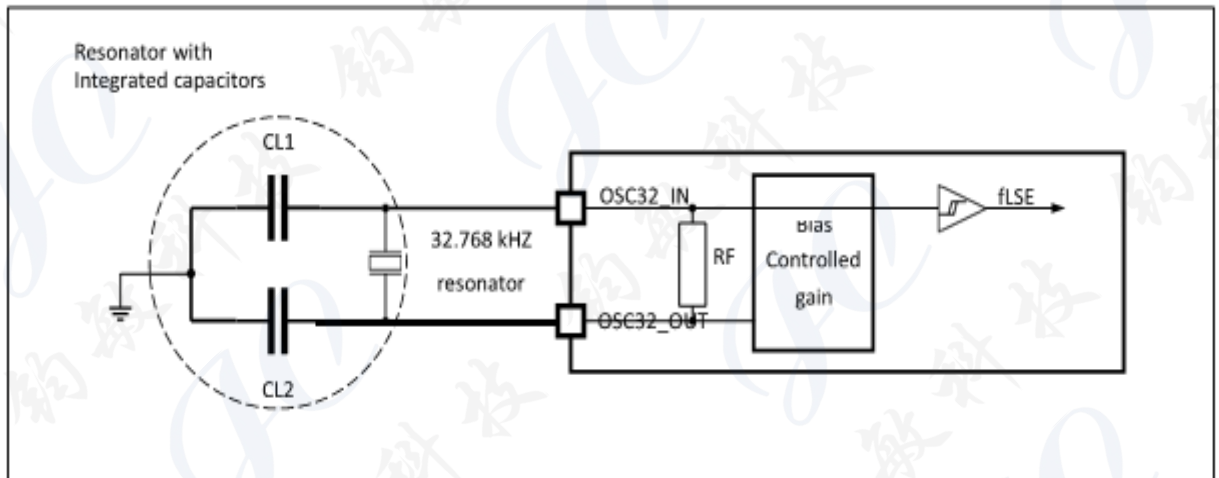 Resonator with
Integrated capacitors
CL1
OSC32_IN
fLSE
32.768 kHZ
resonator
RF
Bias
Controlled
gain
OSC32_OUT
CL2